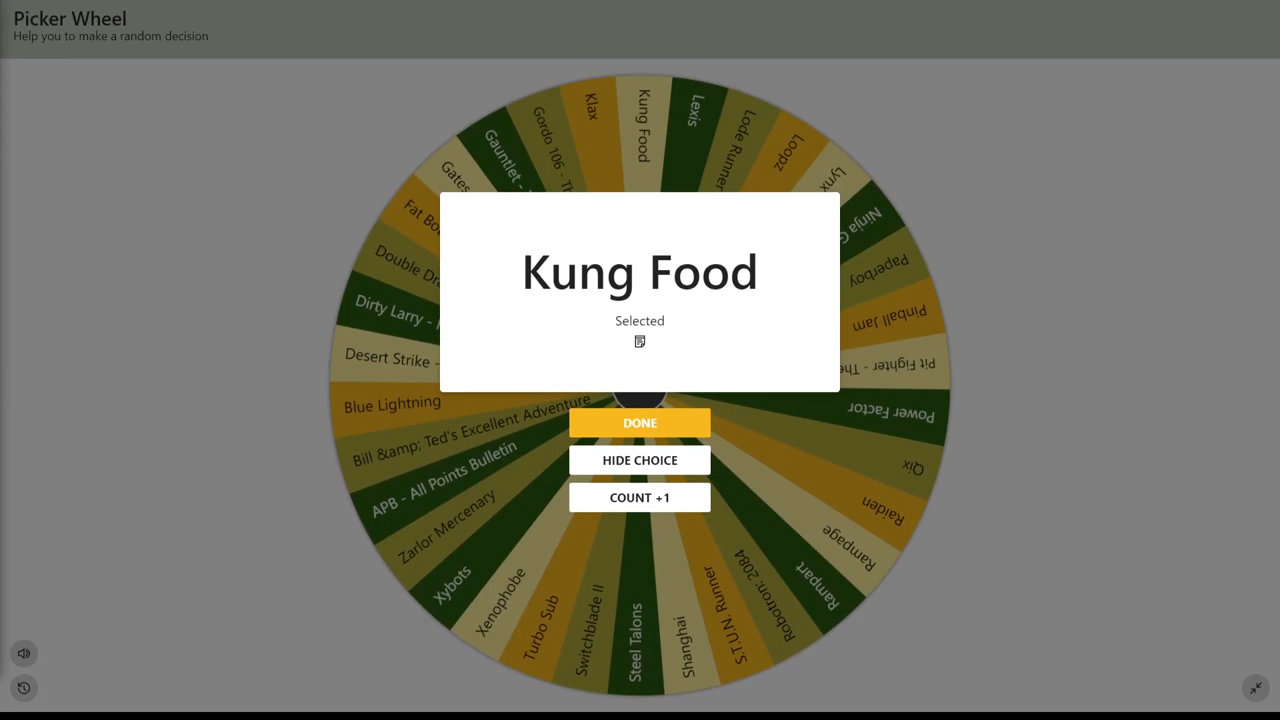 Picker Wheel
Help you to make a random decision
Kung Food
Selected
DONE
HIDE CHOICE
COUNT +1
Kung Food
Lexis
Lode Runner
Loopz
Lynx
Ninja G
Paperboy
Pinball Jam
Pit Fighter - The
Power Factor
Qix
Raiden
Rampage
Rampart
Robotron: 2084
S.T.U.N. Runner
Shanghai
Steel Talons
Switchblade II
Turbo Sub
Xenophobe
Xybots
Zarlor Mercenary
APB - All Points Bulletin
Bill &amp; Ted's Excellent Adventure
Blue Lightning
Desert Strike -
Dirty Larry -
Double Dra
Fat Bo
Gates
Gauntlet -
Gordo 106 - Th
Klax